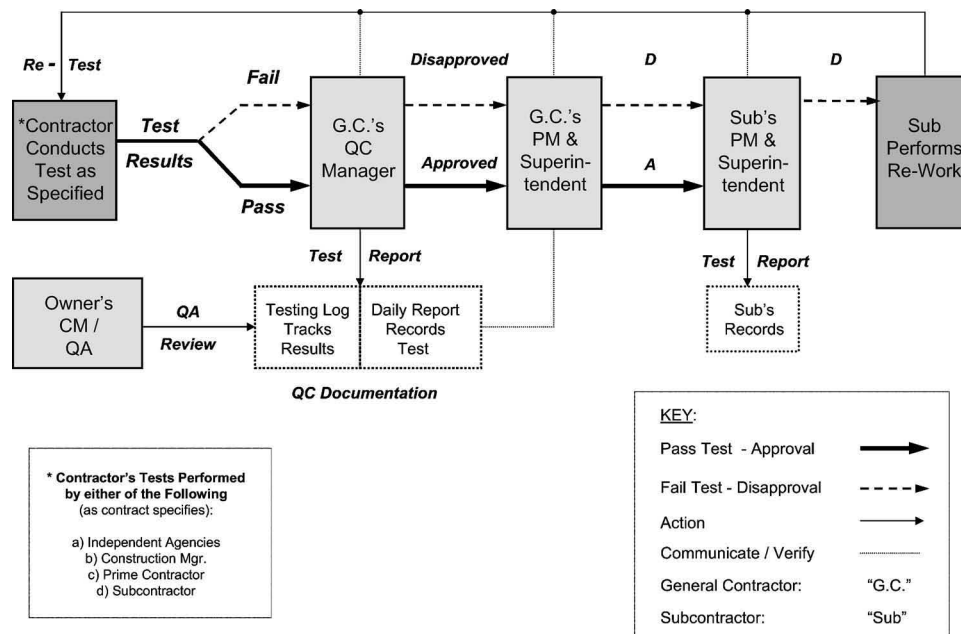 Re - Test
*Contractor
Conducts
Test as
Specified
Test
Results
Fail
Pass
G.C.'s
QC
Manager
Disapproved
Approved
G.C.'s
PM &
Superin-
tendent
D
A
Sub's
PM &
Superin-
tendent
D
Sub
Performs
Re-Work
Test Report
Test Report
Owner's
CM /
QA
QA
Review
Testing Log
Tracks
Results
Daily Report
Records
Test
Sub's
Records
QC Documentation
* Contractor's Tests Performed
by either of the Following
(as contract specifies):
a) Independent Agencies
b) Construction Mgr.
c) Prime Contractor
d) Subcontractor
KEY:
Pass Test - Approval
Fail Test - Disapproval
Action
Communicate / Verify
General Contractor: "G.C."
Subcontractor: "Sub"